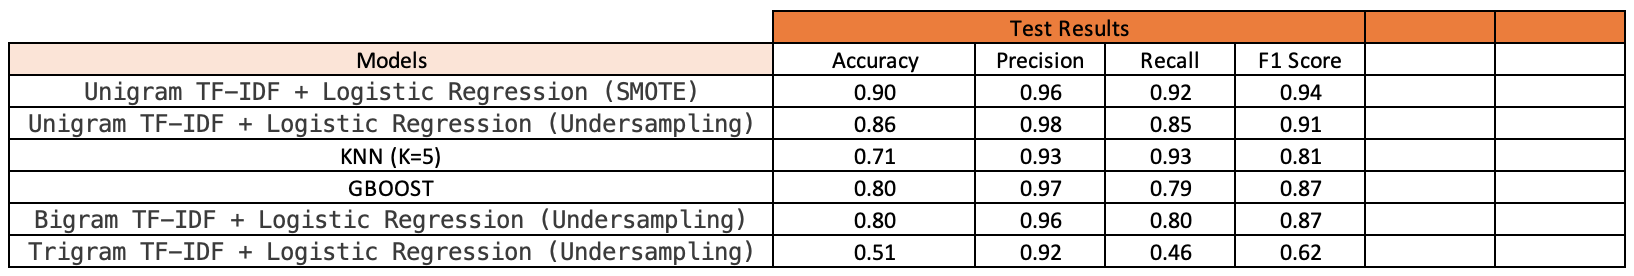 Test Results
Models Accuracy Precision Recall F1 Score
Unigram TF-IDF + Logistic Regression (SMOTE) 0.90 0.96 0.92 0.94
Unigram TF-IDF + Logistic Regression (Undersampling) 0.86 0.98 0.85 0.91
KNN (K=5) 0.71 0.93 0.93 0.81
GBOOST 0.80 0.97 0.79 0.87
Bigram TF-IDF + Logistic Regression (Undersampling) 0.80 0.96 0.80 0.87
Trigram TF-IDF + Logistic Regression (Undersampling) 0.51 0.92 0.46 0.62